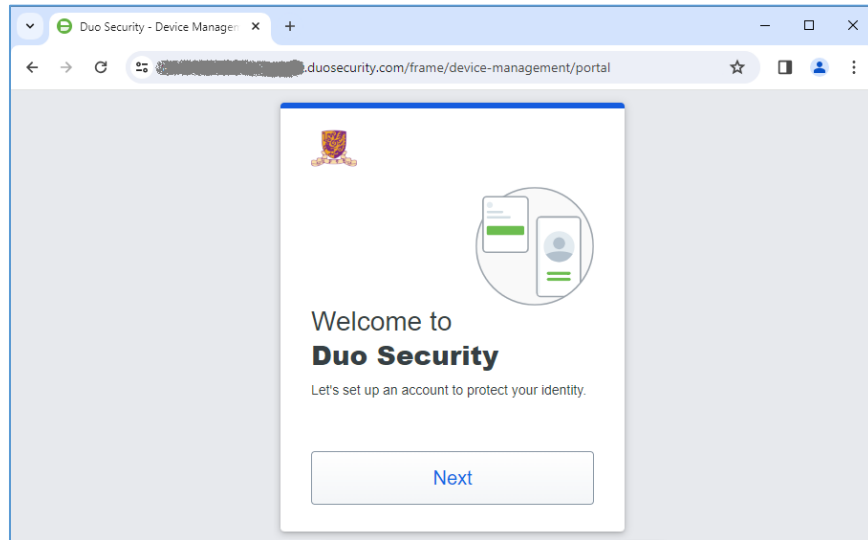 Duo Security - Device Managen
.duosecurity.com/frame/device-management/portal
Welcome to
Duo Security
Let's set up an account to protect your identity.
Next